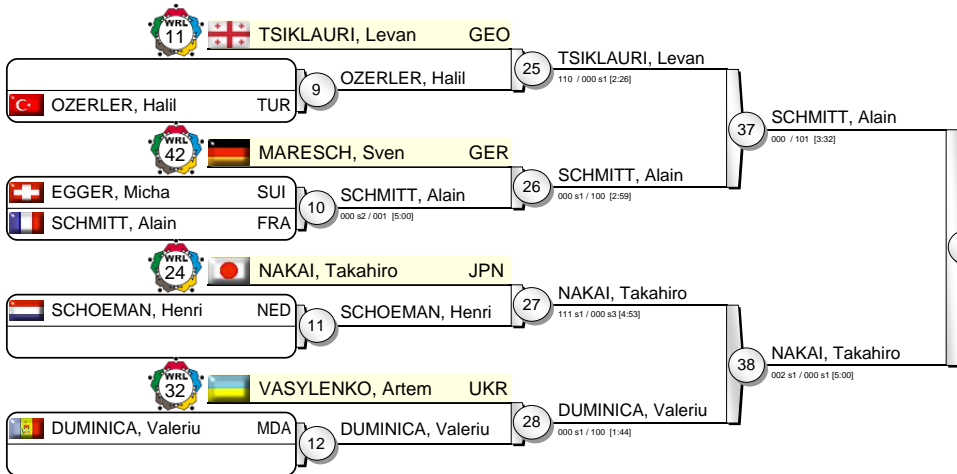 WRL
11
TSIKLAURI, Levan GEO
OZERLER, Halil TUR
9
OZERLER, Halil
25
TSIKLAURI, Levan
110 / 000 s1 [2:26]
WRL
42
MARESCH, Sven GER
EGGER, Micha SUI
SCHMITT, Alain FRA
10
SCHMITT, Alain
000 s2 / 001 [5:00]
26
SCHMITT, Alain
000 s1 / 100 [2:59]
37
SCHMITT, Alain
000 / 101 [3:32]
WRL
24
NAKAI, Takahiro JPN
SCHOEMAN, Henri NED
11
SCHOEMAN, Henri
27
NAKAI, Takahiro
111 s1 / 000 s3 [4:53]
WRL
32
VASYLENKO, Artem UKR
DUMINICA, Valeriu MDA
12
DUMINICA, Valeriu
28
DUMINICA, Valeriu
000 s1 / 100 [1:44]
38
NAKAI, Takahiro
002 s1 / 000 s1 [5:00]